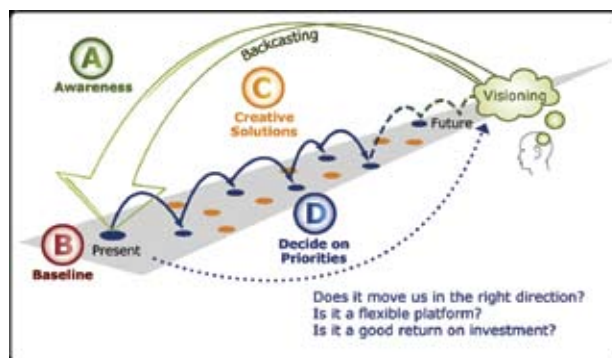 A
Awareness
Backcasting
C
Creative
Solutions
Visioning
Future
B
Baseline
Present
D
Decide on
Priorities
Does it move us in the right direction?
Is it a flexible platform?
Is it a good return on investment?